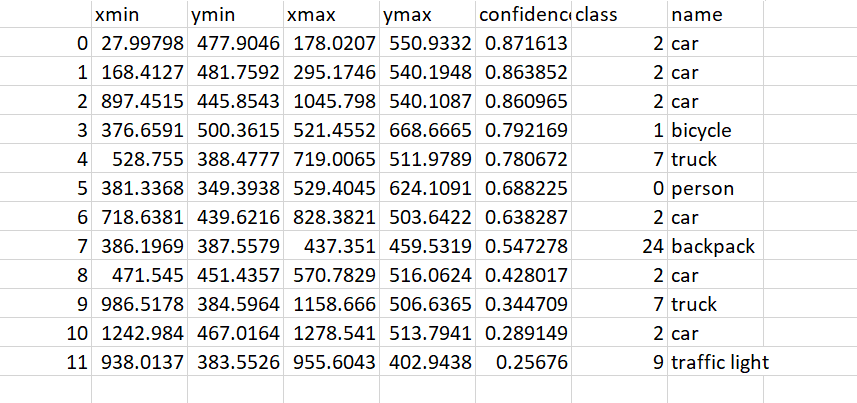 xmin ymin xmax ymax confidenc class name
0 27.99798 477.9046 178.0207 550.9332 0.871613 2 car
1 168.4127 481.7592 295.1746 540.1948 0.863852 2 car
2 897.4515 445.8543 1045.798 540.1087 0.860965 2 car
3 376.6591 500.3615 521.4552 668.6665 0.792169 1 bicycle
4 528.755 388.4777 719.0065 511.9789 0.780672 7 truck
5 381.3368 349.3938 529.4045 624.1091 0.688225 0 person
6 718.6381 439.6216 828.3821 503.6422 0.638287 2 car
7 386.1969 387.5579 437.351 459.5319 0.547278 24 backpack
8 471.545 451.4357 570.7829 516.0624 0.428017 2 car
9 986.5178 384.5964 1158.666 506.6365 0.344709 7 truck
10 1242.984 467.0164 1278.541 513.7941 0.289149 2 car
11 938.0137 383.5526 955.6043 402.9438 0.25676 9 traffic light